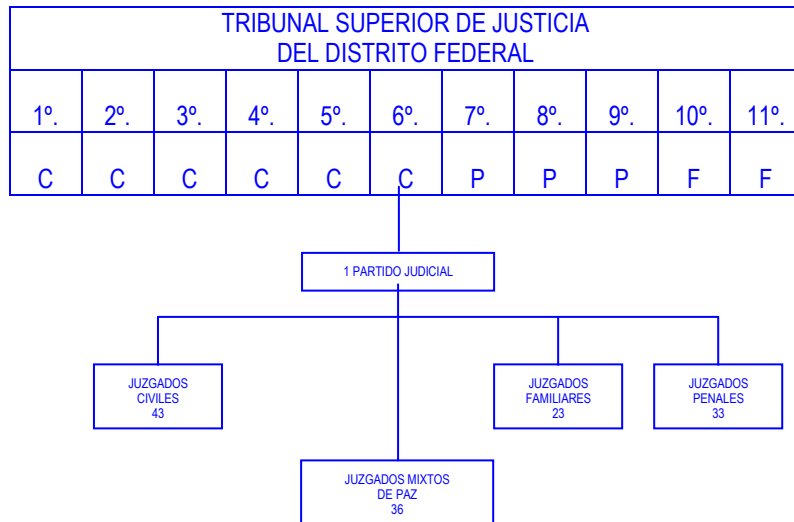 TRIBUNAL SUPERIOR DE JUSTICIA
DEL DISTRITO FEDERAL
1º. 2º. 3º. 4º. 5º. 6º. 7º. 8º. 9º. 10º. 11º.
C C C C C C P P P F F
1 PARTIDO JUDICIAL
JUZGADOS
CIVILES
43
JUZGADOS
FAMILIARES
23
JUZGADOS
PENALES
33
JUZGADOS MIXTOS
DE PAZ
36